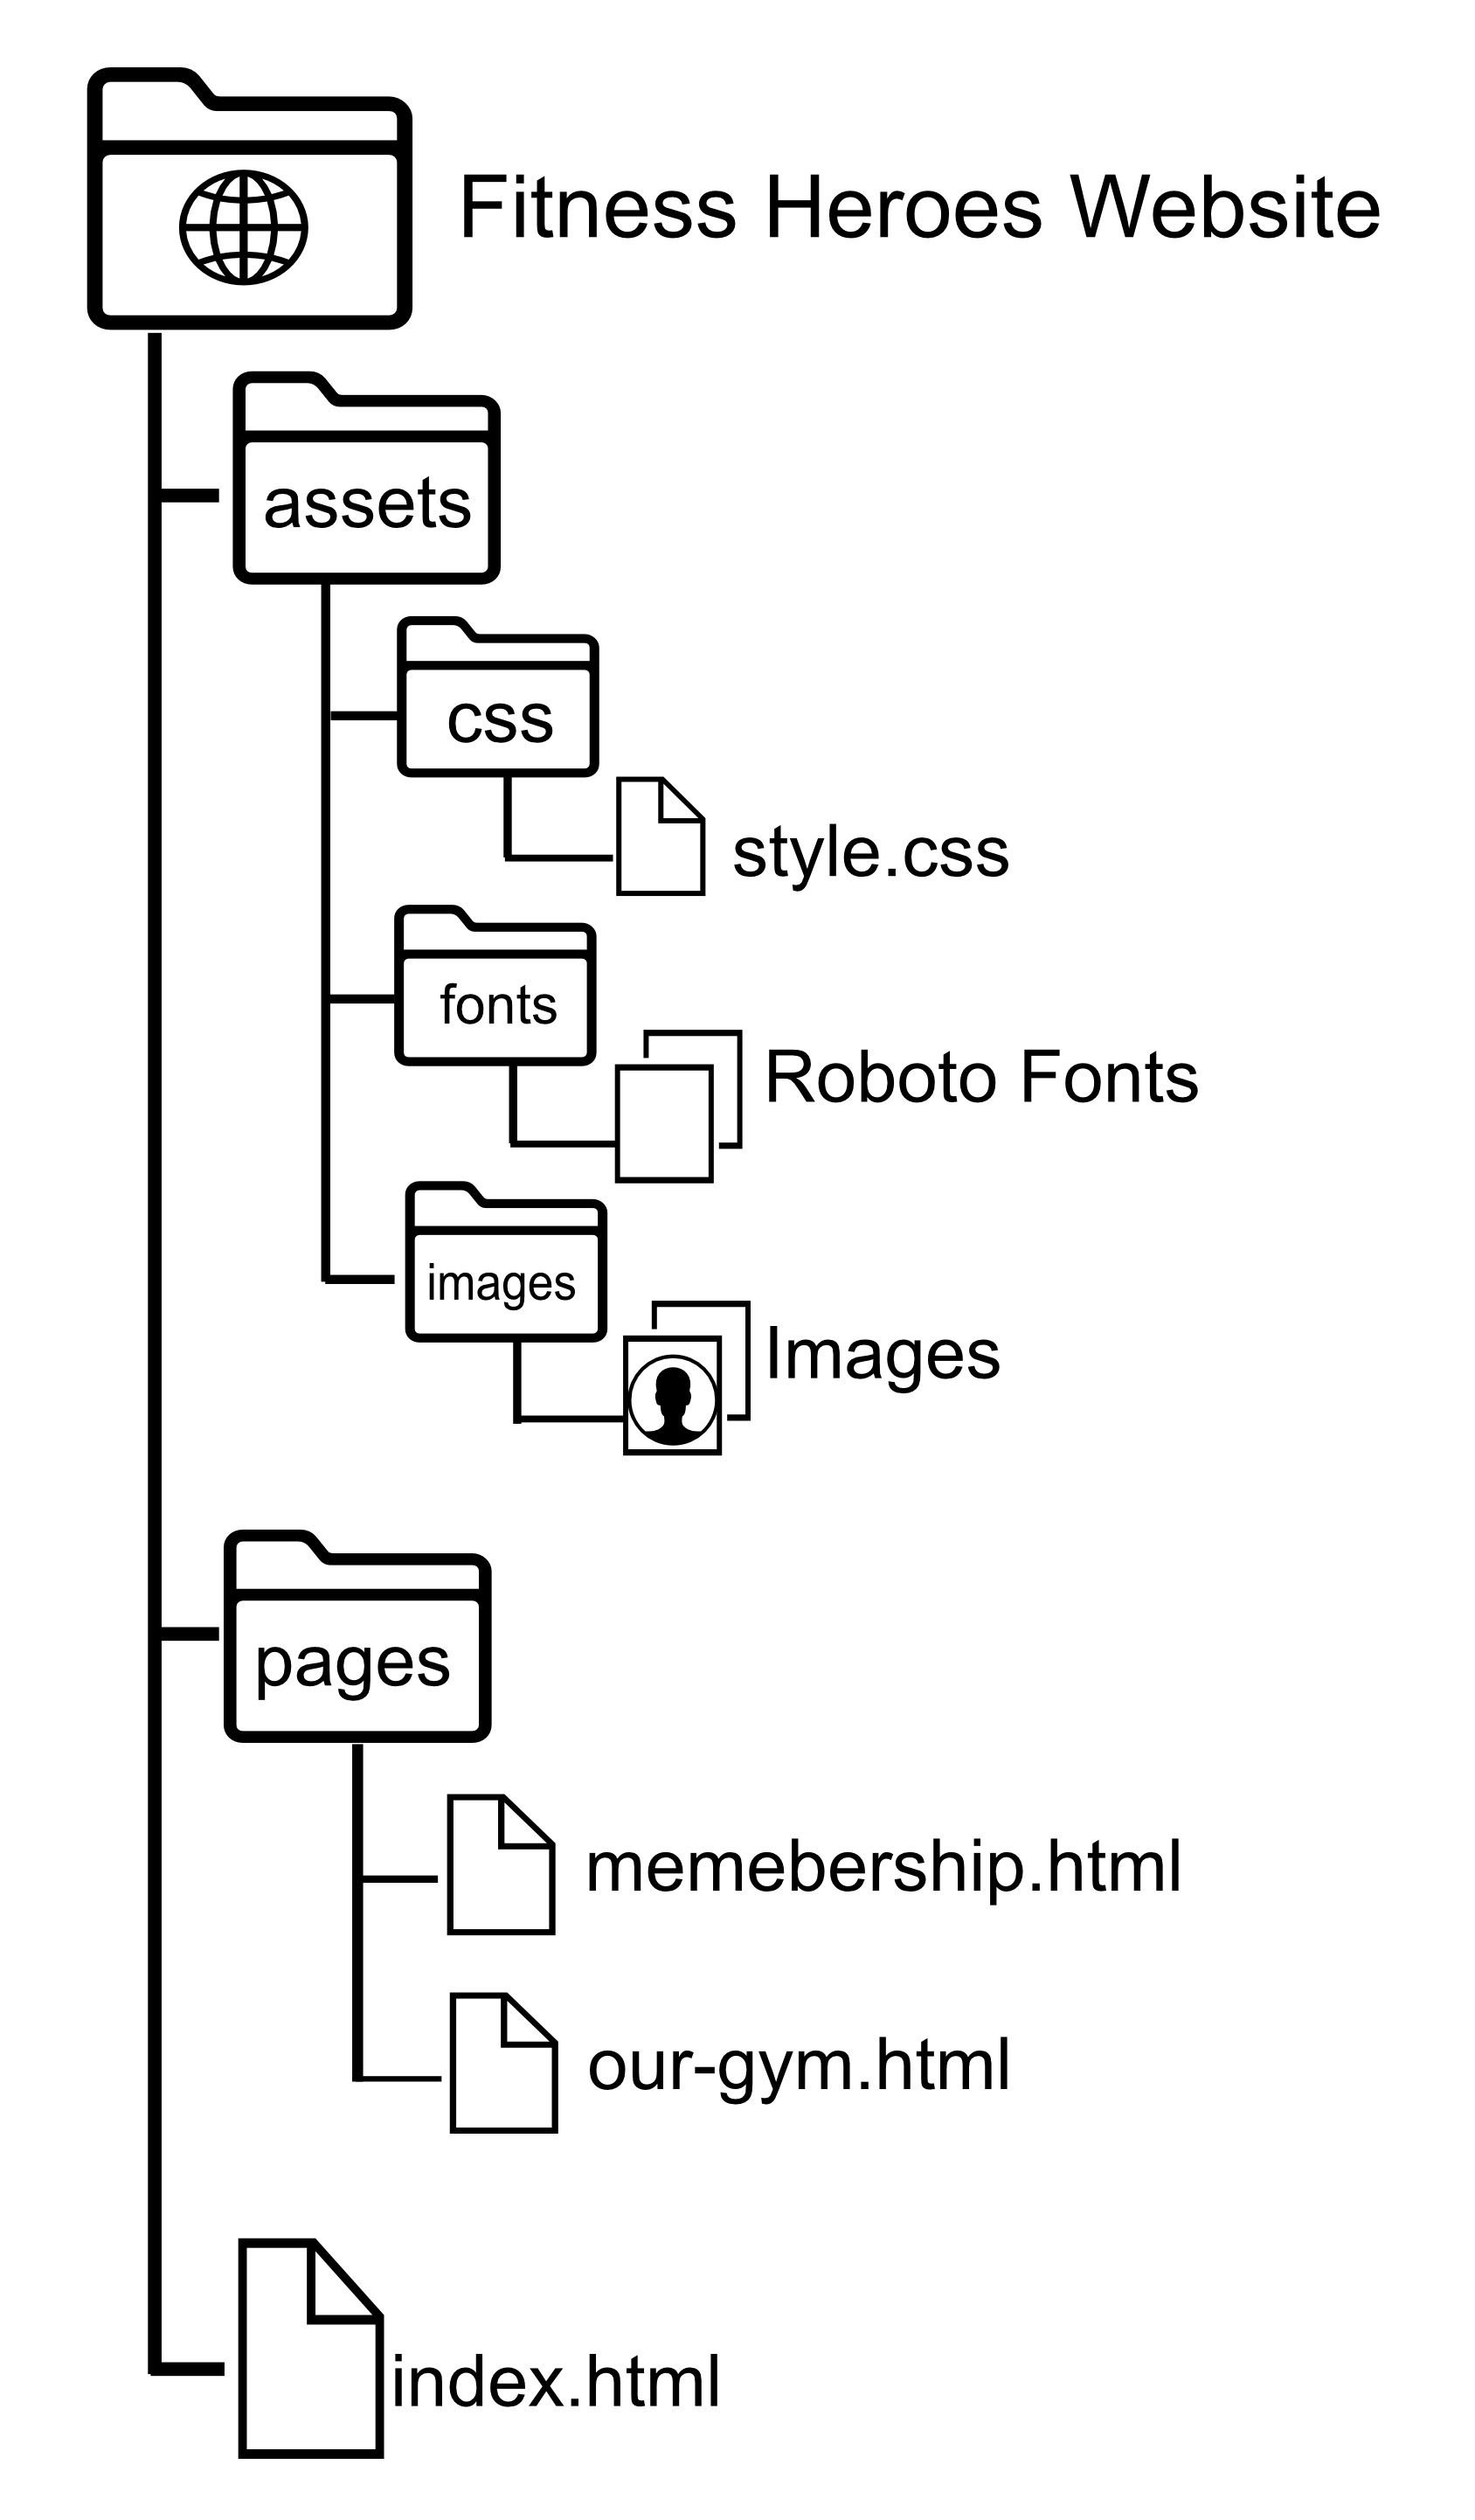 Fitness Heroes Website
assets
css
style.css
fonts
Roboto Fonts
images
Images
pages
memebership.html
our-gym.html
index.html